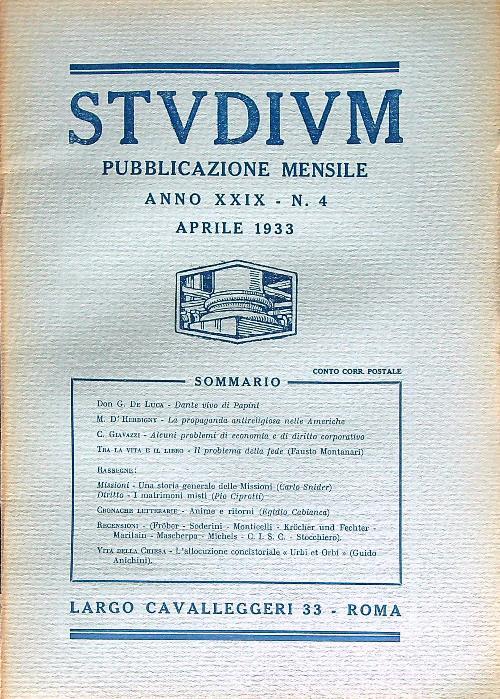 STVDIVM
PUBBLICAZIONE MENSILE
ANNO XXIX - N. 4
APRILE 1933
CONTO CORR. POSTALE
SOMMARIO
DON G. DE LUCA - Dante vivo di Papini
M. D'HERBIGNY - La propaganda antireligiosa nelle Americhe
C. GIAVAZZI - Alcuni problemi di economia e di diritto corporativo
TRA LA VITA E IL LIBRO - Il problema della fede (Fausto Montanari)
RASSEGNE:
Missioni - Una storia generale delle Missioni (Carlo Snider)
Diritto - I matrimoni misti (Pio Ciprotti)
CRONACHE LETTERARIE - Anime e ritorni (Egidio Cabianca)
RECENSIONI - (Fröber - Soderini - Monticelli - Krücher und Fechter -
Maritain - Mascherpa - Michels - C. I. S. C. - Stocchiero).
VITA DELLA CHIESA - L'allocuzione concistoriale « Urbi et Orbi » (Guido
Anichini).
LARGO CAVALLEGGERI 33 - ROMA